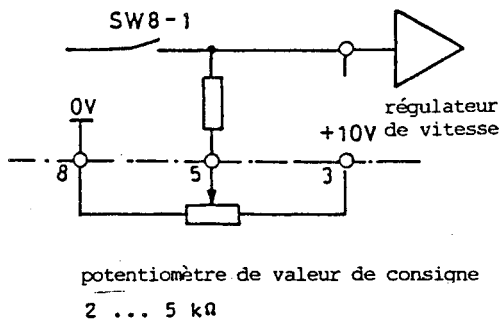 SW8-1
régulateur
de vitesse
0V
+10V
8
5
3
potentiomètre de valeur de consigne
2 ... 5 kΩ